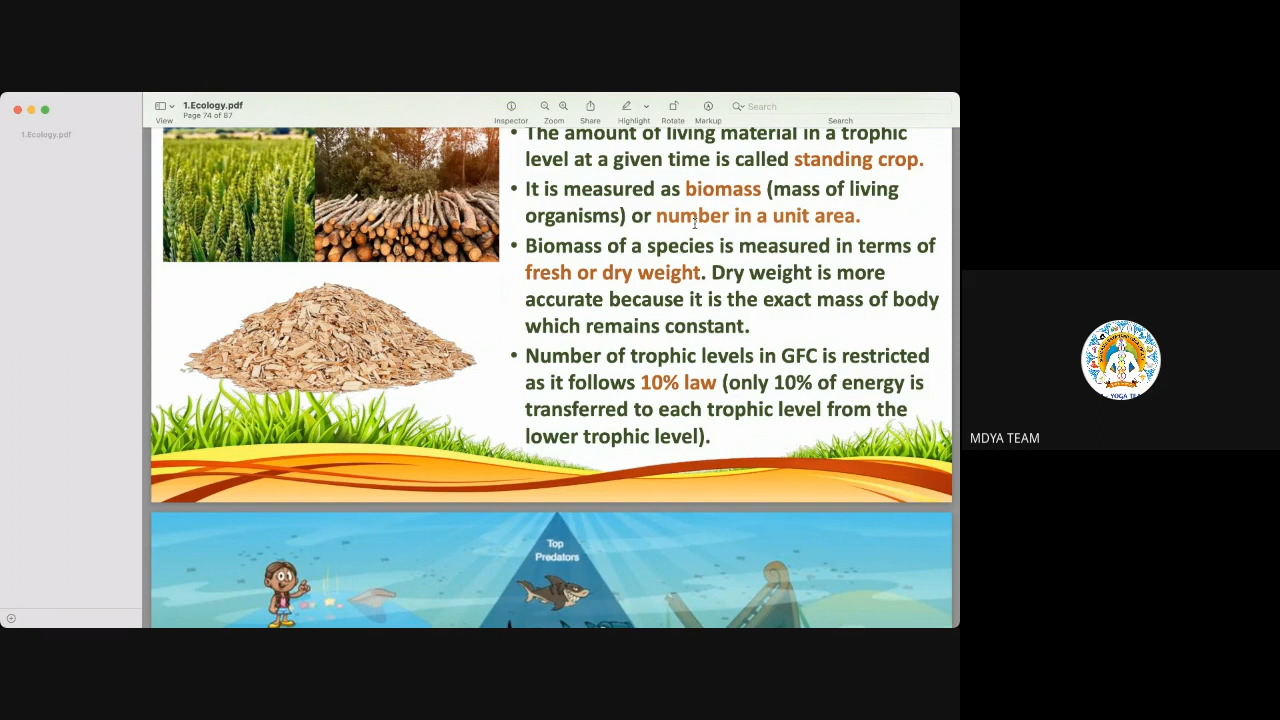 1.Ecology.pdf
Page 74 of 87
View
Inspector
Zoom
Share
Highlight
Rotate
Markup
Search
Search
1.Ecology.pdf
• The amount of living material in a trophic
level at a given time is called standing crop.
• It is measured as biomass (mass of living
organisms) or number in a unit area.
• Biomass of a species is measured in terms of
fresh or dry weight. Dry weight is more
accurate because it is the exact mass of body
which remains constant.
• Number of trophic levels in GFC is restricted
as it follows 10% law (only 10% of energy is
transferred to each trophic level from the
lower trophic level).
Top
Predators
MDYA TEAM